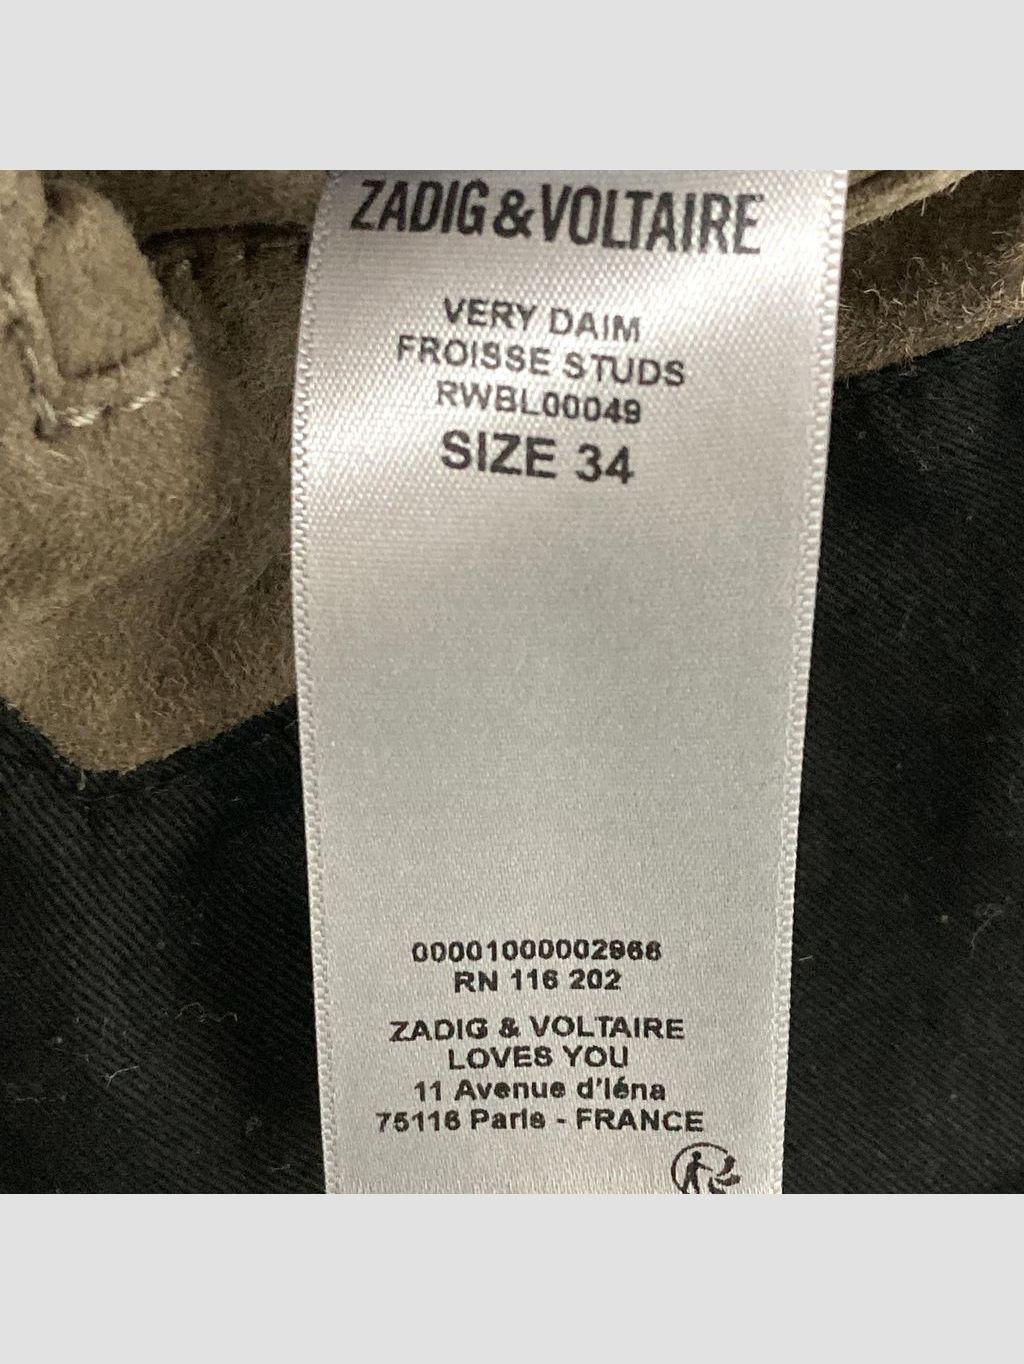 ZADIG & VOLTAIRE
VERY DAIM
FROISSE STUDS
RWBL00049
SIZE 34
00001000002966
RN 116 202
ZADIG & VOLTAIRE
LOVES YOU
11 Avenue d'Iéna
75116 Paris - FRANCE